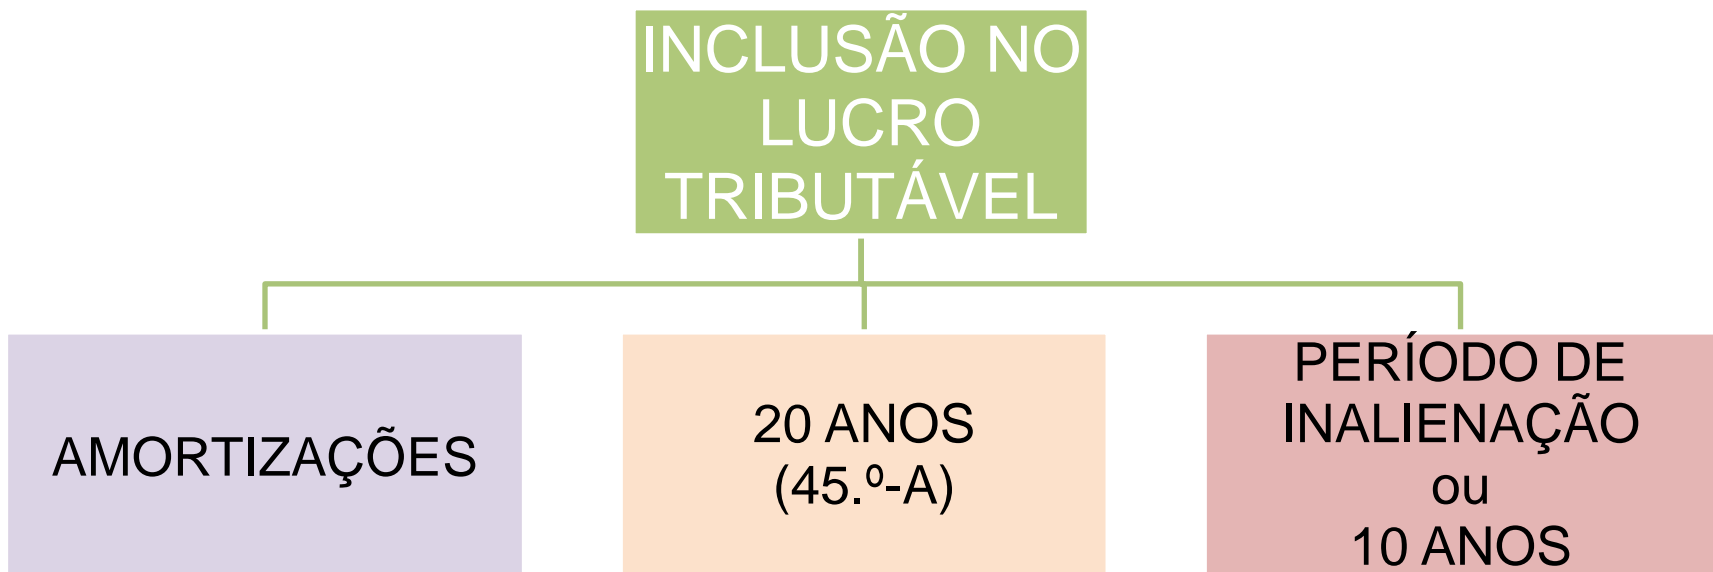 INCLUSÃO NO
LUCRO
TRIBUTÁVEL
AMORTIZAÇÕES
20 ANOS
(45.º-A)
PERÍODO DE
INALIENAÇÃO
ou
10 ANOS